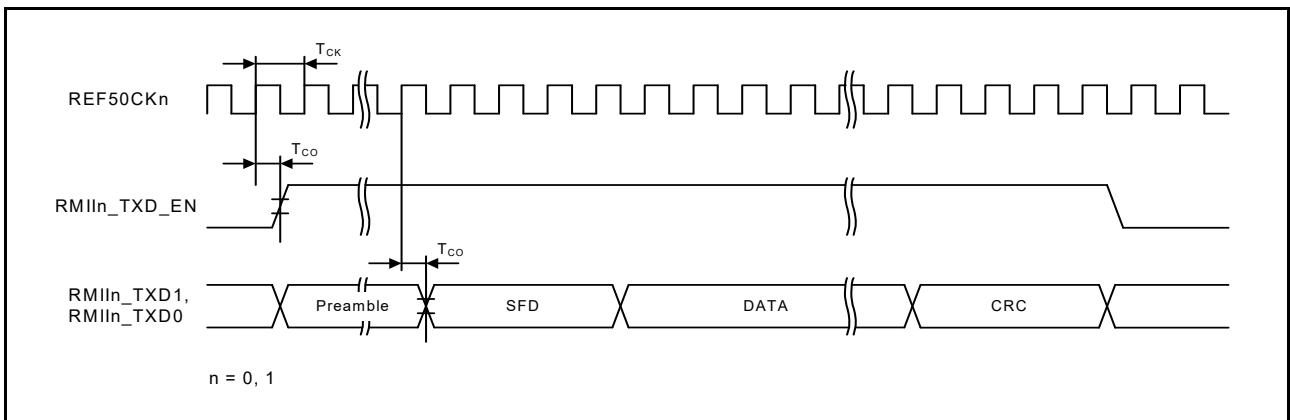 TCK
REF50CKn
TCO
RMIIn_TXD_EN
TCO
RMIIn_TXD1,
RMIIn_TXD0
Preamble SFD DATA CRC
n = 0, 1